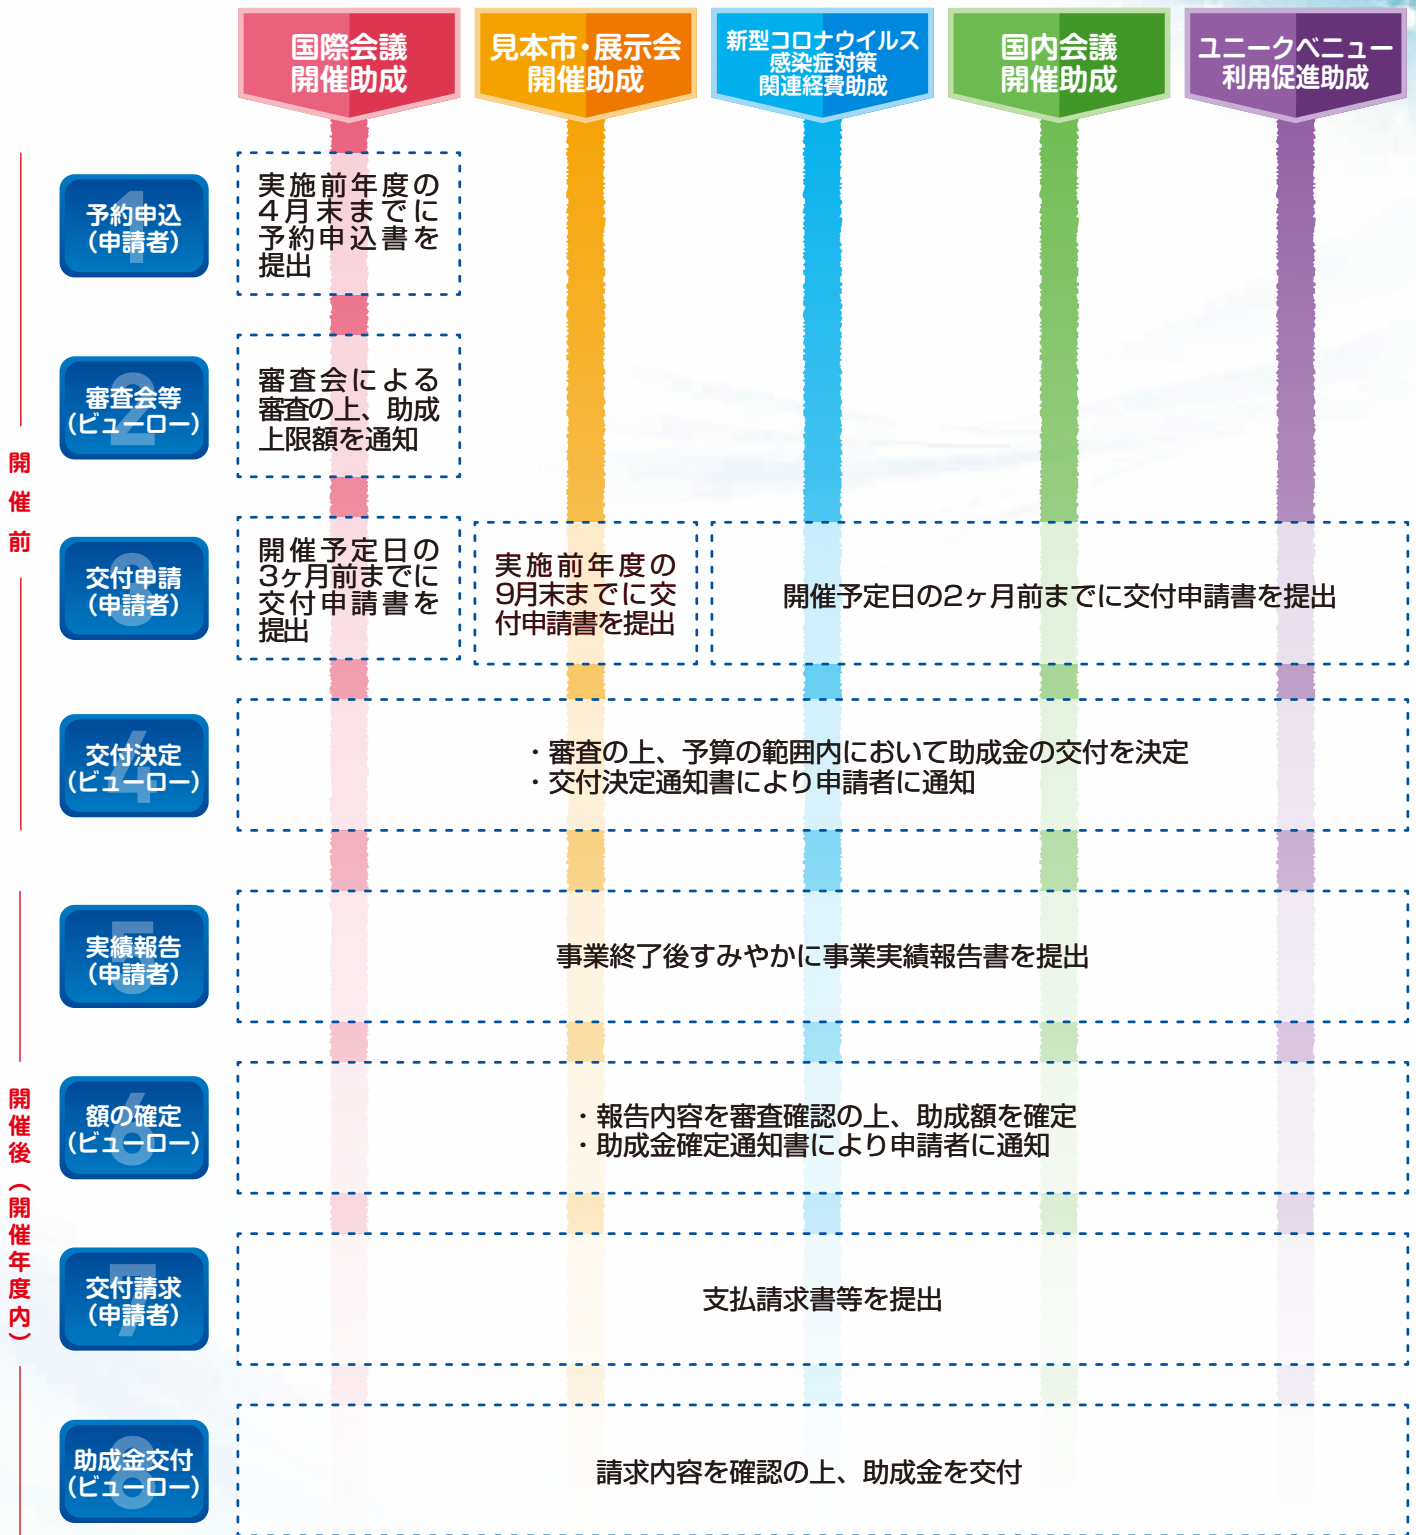 国際会議
開催助成
見本市・展示会
開催助成
新型コロナウイルス
感染症対策
関連経費助成
国内会議
開催助成
ユニークベニュー
利用促進助成
開催前
1
予約申込
（申請者）
実施前年度の
4月末までに
予約申込書を
提出
2
審査会等
（ビューロー）
審査会による
審査の上、助成
上限額を通知
3
交付申請
（申請者）
開催予定日の
3ヶ月前までに
交付申請書を
提出
実施前年度の
9月末までに交
付申請書を提出
開催予定日の2ヶ月前までに交付申請書を提出
4
交付決定
（ビューロー）
・審査の上、予算の範囲内において助成金の交付を決定
・交付決定通知書により申請者に通知
開催後（開催年度内）
5
実績報告
（申請者）
事業終了後すみやかに事業実績報告書を提出
6
額の確定
（ビューロー）
・報告内容を審査確認の上、助成額を確定
・助成金確定通知書により申請者に通知
7
交付請求
（申請者）
支払請求書等を提出
8
助成金交付
（ビューロー）
請求内容を確認の上、助成金を交付